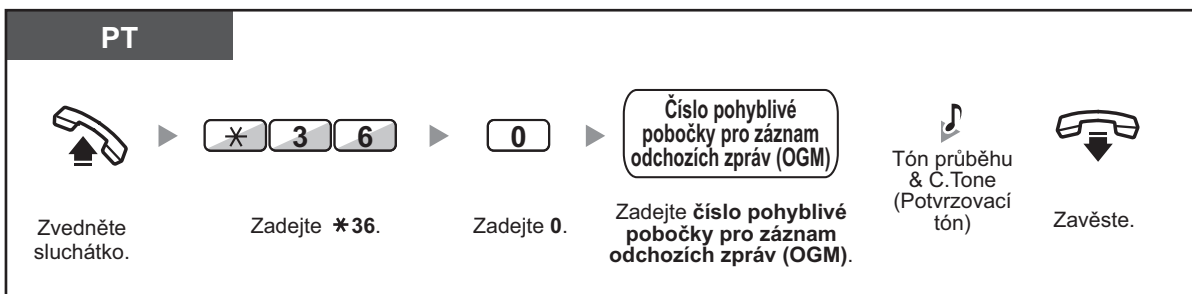 PT
✳ 3 6
0
Číslo pohyblivé
pobočky pro záznam
odchozích zpráv (OGM)
Zvedněte
sluchátko.
Zadejte ✳36.
Zadejte 0.
Zadejte číslo pohyblivé
pobočky pro záznam
odchozích zpráv (OGM).
Tón průběhu
& C.Tone
(Potvrzovací
tón)
Zavěste.